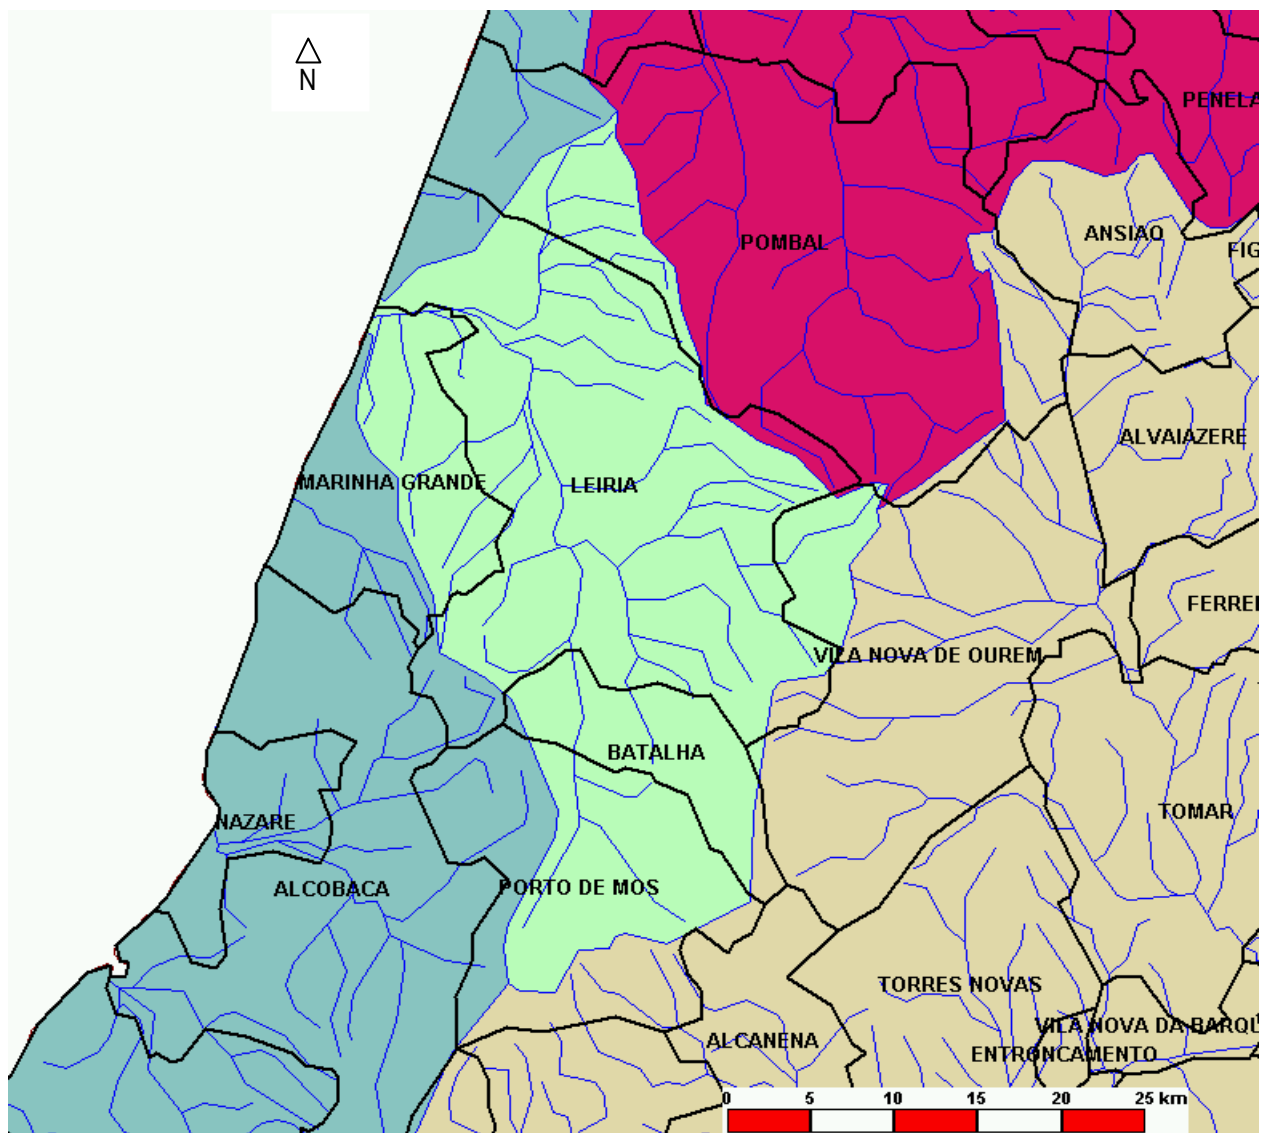 N
PENELA
POMBAL
ANSIAO
FIG
ALVAIAZERE
MARINHA GRANDE
LEIRIA
FERREI
VILA NOVA DE OUREM
BATALHA
NAZARE
TOMAR
ALCOBACA
PORTO DE MOS
TORRES NOVAS
VILA NOVA DA BARQU
ALCANENA
ENTRONCAMENTO
0 5 10 15 20 25 km